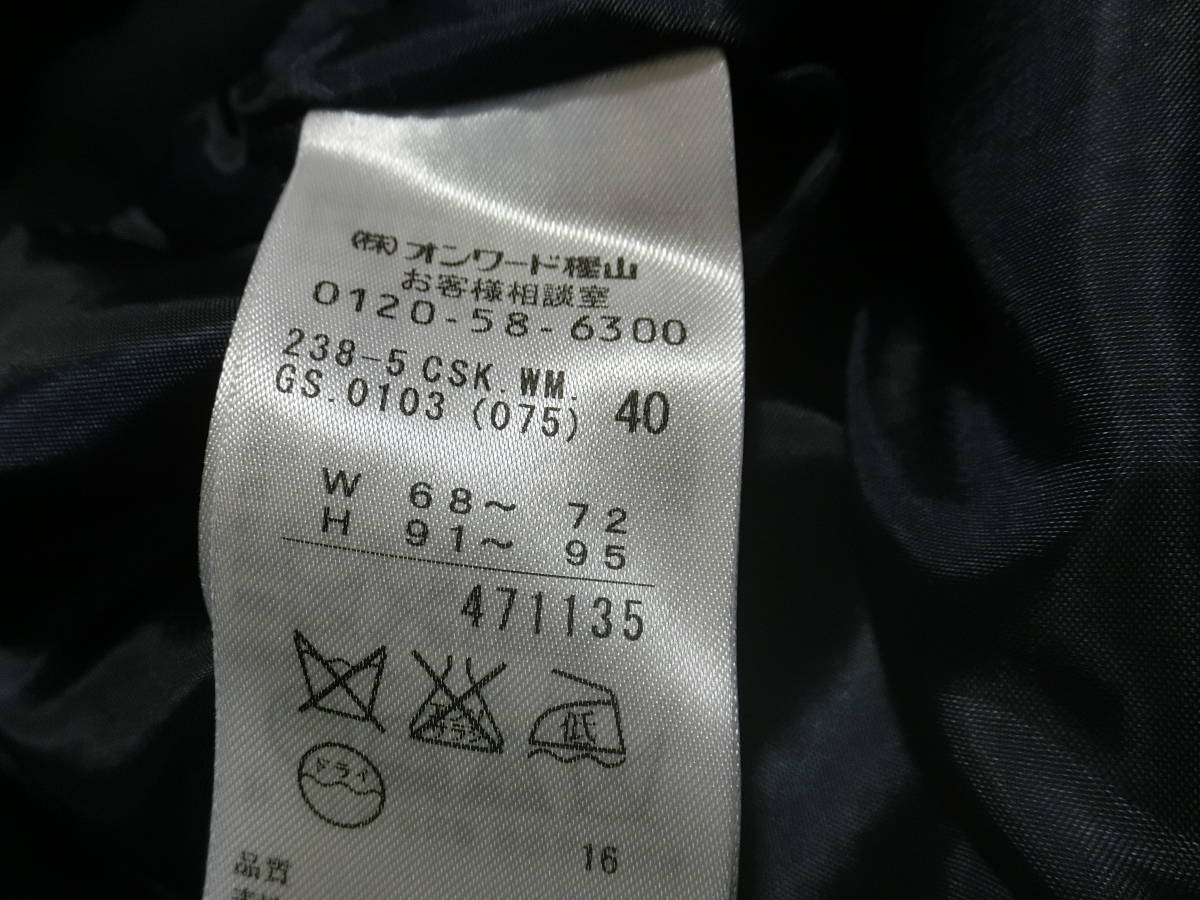 (株)オンワード樫山
お客様相談室
0120-58-6300
238-5 CSK.WM.
GS.0103 (075) 40
W 68～ 72
H 91～ 95
471135
低
ドライ
16
品質